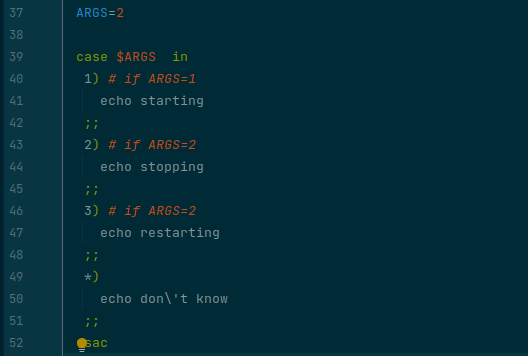 37 ARGS=2
38
39 case $ARGS  in
40  1) # if ARGS=1
41    echo starting
42  ;;
43  2) # if ARGS=2
44    echo stopping
45  ;;
46  3) # if ARGS=2
47    echo restarting
48  ;;
49  *)
50    echo don\'t know
51  ;;
52 sac